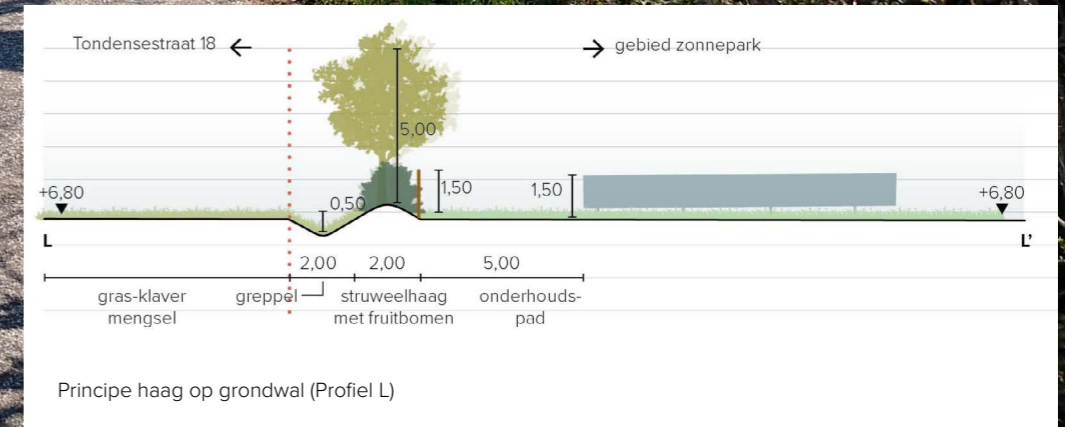 Tondensestraat 18
gebied zonnepark
5,00
+6,80
0,50
1,50
1,50
+6,80
L
L'
2,00
2,00
5,00
gras-klaver
mengsel
greppel
struweelhaag
met fruitbomen
onderhouds-
pad
Principe haag op grondwal (Profiel L)